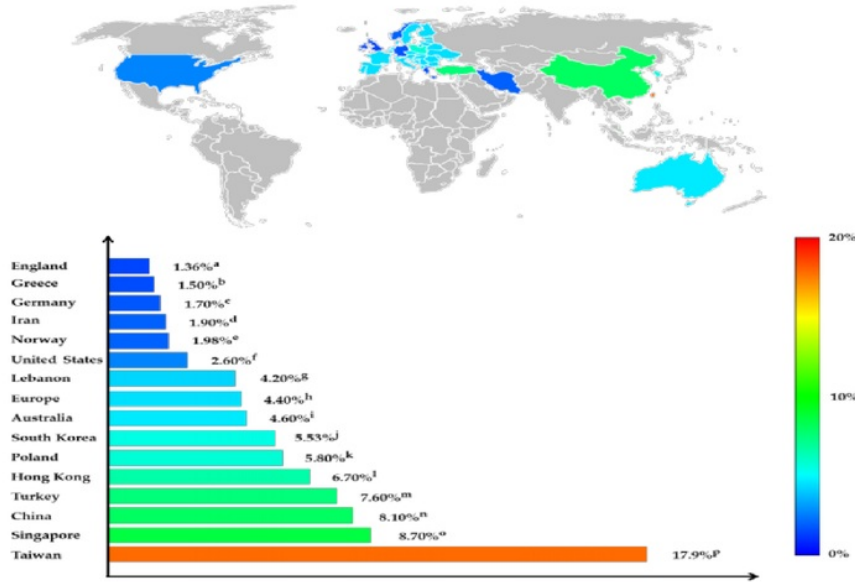 England 1.36%ᵃ
Greece 1.50%ᵇ
Germany 1.70%ᶜ
Iran 1.90%ᵈ
Norway 1.98%ᵉ
United States 2.60%ᶠ
Lebanon 4.20%ᵍ
Europe 4.40%ʰ
Australia 4.60%ⁱ
South Korea 5.53%ʲ
Poland 5.80%ᵏ
Hong Kong 6.70%ˡ
Turkey 7.60%ᵐ
China 8.10%ⁿ
Singapore 8.70%ᵒ
Taiwan 17.9%ᵖ
20%
10%
0%